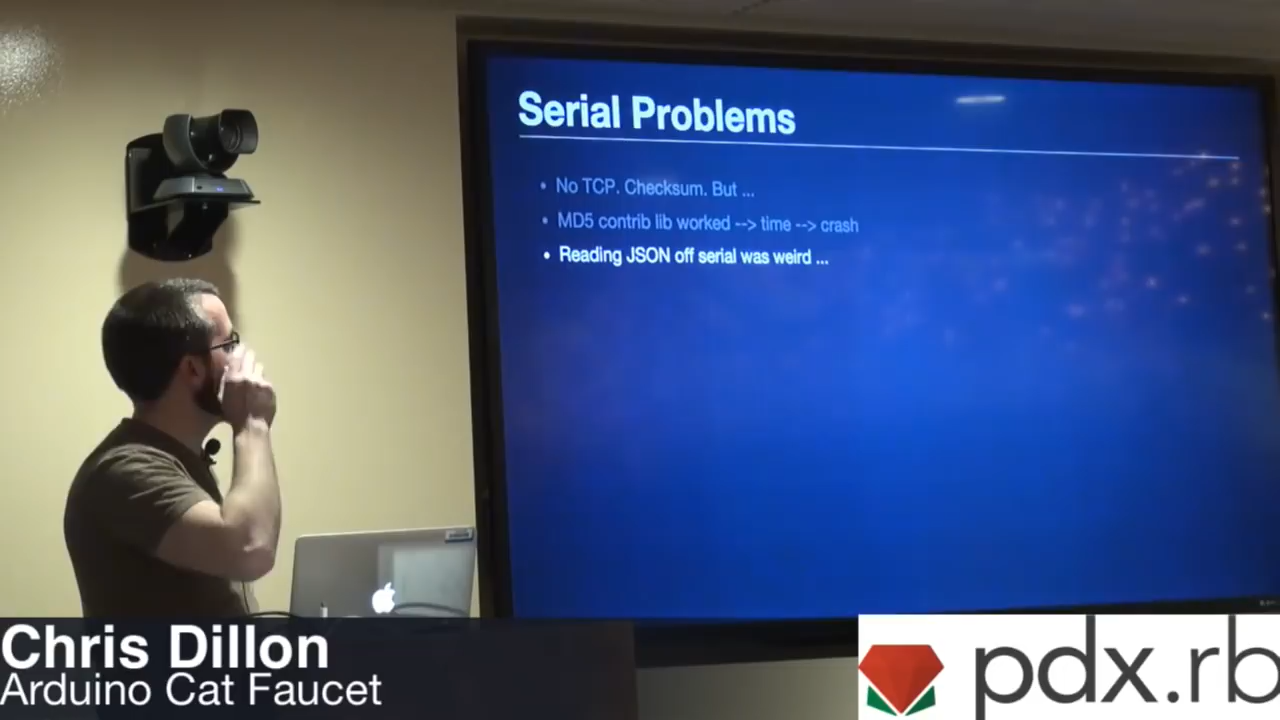 Serial Problems
• No TCP. Checksum. But ...
• MD5 contrib lib worked --> time --> crash
• Reading JSON off serial was weird ...
Chris Dillon
Arduino Cat Faucet
pdx.rb